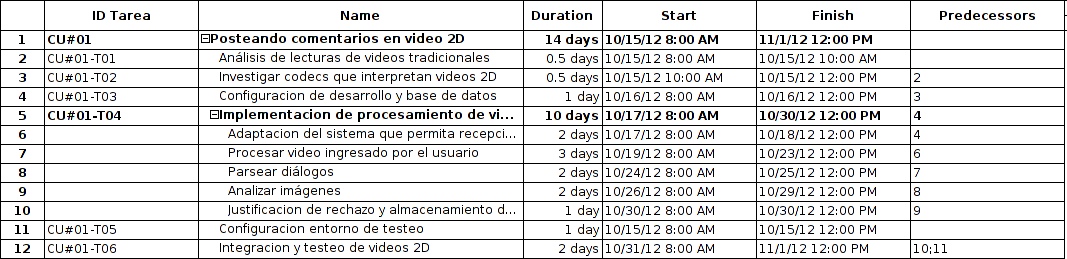 ID Tarea Name Duration Start Finish Predecessors
1 CU#01 Posteando comentarios en video 2D 14 days 10/15/12 8:00 AM 11/1/12 12:00 PM
2 CU#01-T01 Análisis de lecturas de videos tradicionales 0.5 days 10/15/12 8:00 AM 10/15/12 10:00 AM
3 CU#01-T02 Investigar codecs que interpretan videos 2D 0.5 days 10/15/12 10:00 AM 10/15/12 12:00 PM 2
4 CU#01-T03 Configuracion de desarrollo y base de datos 1 day 10/16/12 8:00 AM 10/16/12 12:00 PM 3
5 CU#01-T04 Implementacion de procesamiento de vi... 10 days 10/17/12 8:00 AM 10/30/12 12:00 PM 4
6 Adaptacion del sistema que permita recepci... 2 days 10/17/12 8:00 AM 10/18/12 12:00 PM 4
7 Procesar video ingresado por el usuario 3 days 10/19/12 8:00 AM 10/23/12 12:00 PM 6
8 Parsear diálogos 2 days 10/24/12 8:00 AM 10/25/12 12:00 PM 7
9 Analizar imágenes 2 days 10/26/12 8:00 AM 10/29/12 12:00 PM 8
10 Justificacion de rechazo y almacenamiento d... 1 day 10/30/12 8:00 AM 10/30/12 12:00 PM 9
11 CU#01-T05 Configuracion entorno de testeo 1 day 10/15/12 8:00 AM 10/15/12 12:00 PM
12 CU#01-T06 Integracion y testeo de videos 2D 2 days 10/31/12 8:00 AM 11/1/12 12:00 PM 10;11